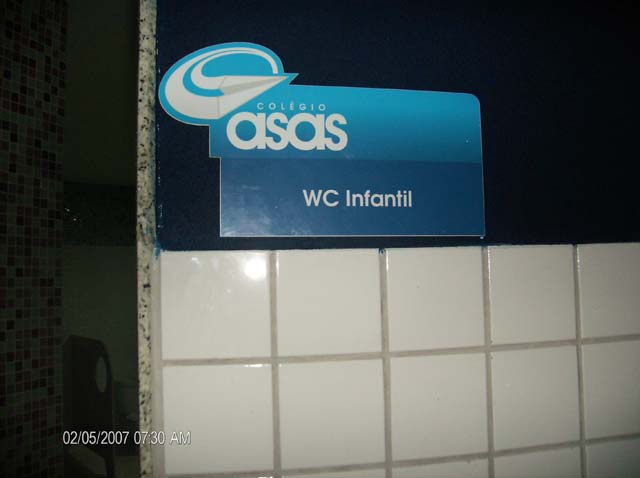 COLÉGIO
asas
WC Infantil
02/05/2007 07:30 AM